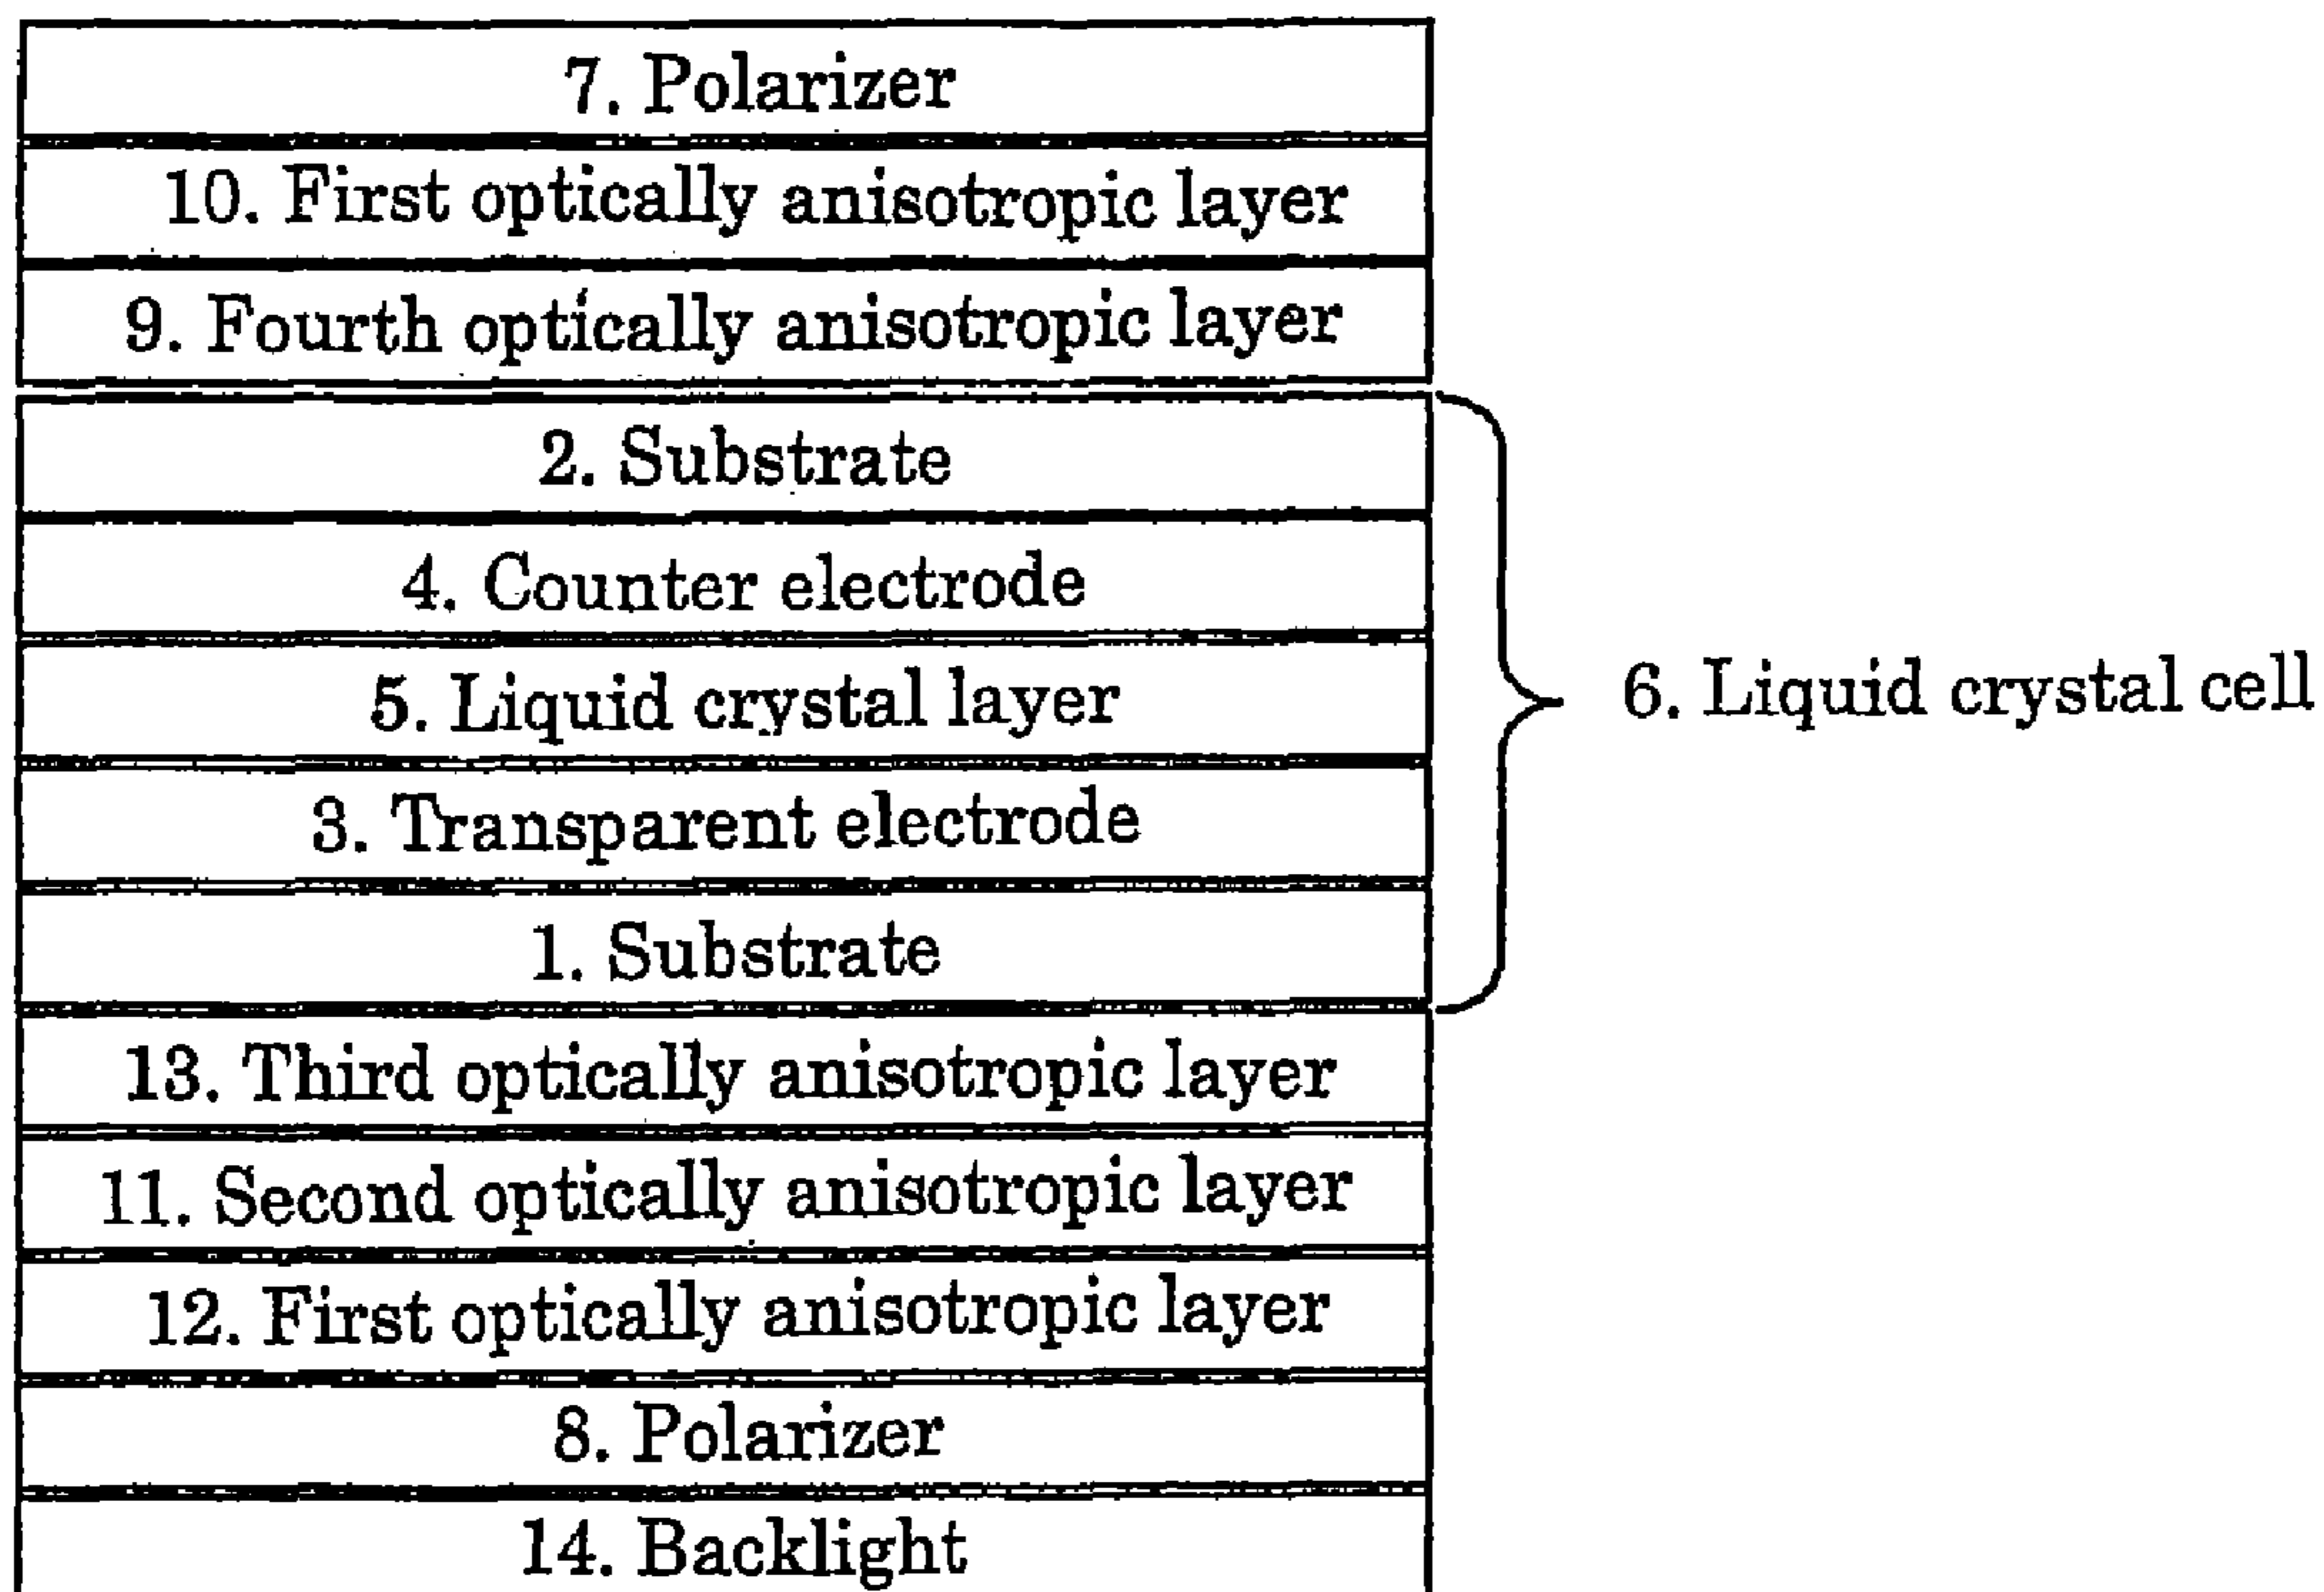 7. Polarizer
10. First optically anisotropic layer
9. Fourth optically anisotropic layer
2. Substrate
4. Counter electrode
5. Liquid crystal layer
6. Liquid crystal cell
3. Transparent electrode
1. Substrate
13. Third optically anisotropic layer
11. Second optically anisotropic layer
12. First optically anisotropic layer
8. Polarizer
14. Backlight